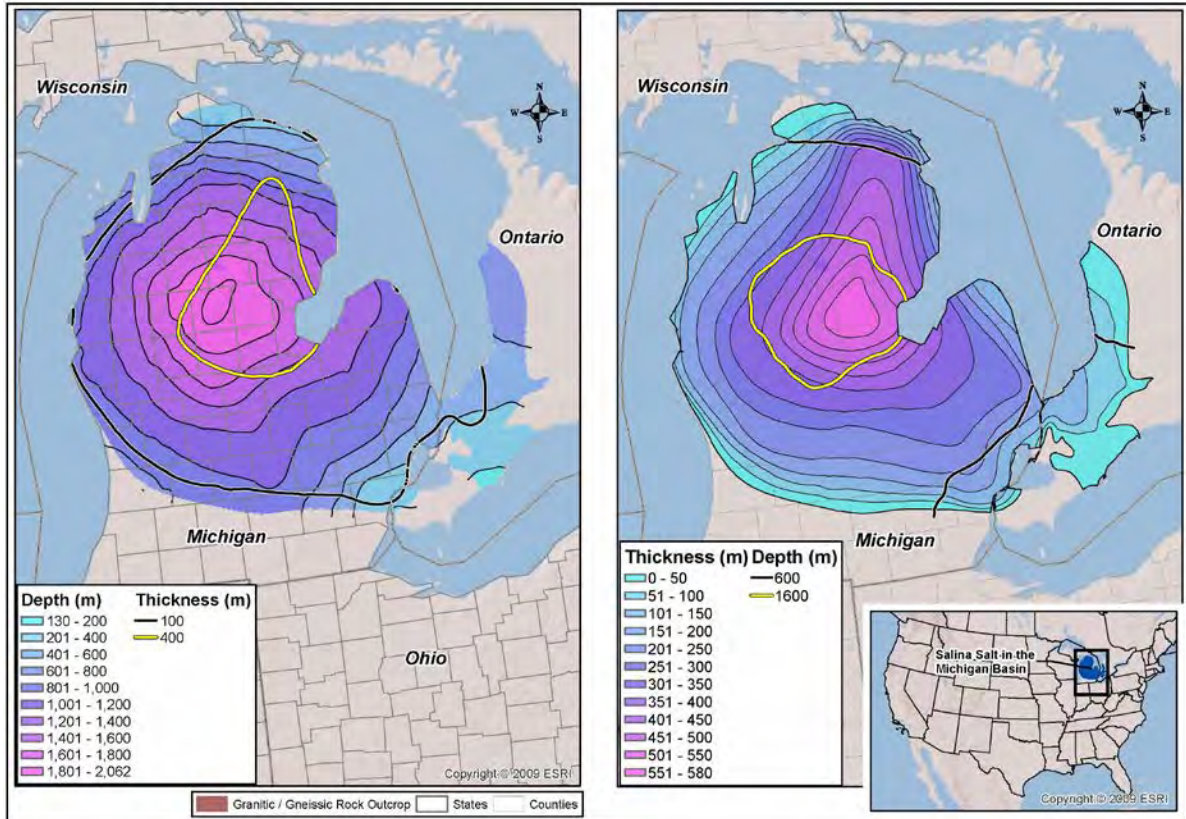 Wisconsin
N
W E
S
Ontario
Michigan
Depth (m) Thickness (m)
130 - 200 100
201 - 400 400
401 - 600
601 - 800
801 - 1,000
1,001 - 1,200
1,201 - 1,400
1,401 - 1,600
1,601 - 1,800
1,801 - 2,062
Ohio
Copyright © 2009 ESRI
Granitic / Gneissic Rock Outcrop States Counties
Wisconsin
N
W E
S
Ontario
Michigan
Thickness (m) Depth (m)
0 - 50 600
51 - 100 1600
101 - 150
151 - 200
201 - 250
251 - 300
301 - 350
351 - 400
401 - 450
451 - 500
501 - 550
551 - 580
Salina Salt in the
Michigan Basin
Copyright © 2009 ESRI